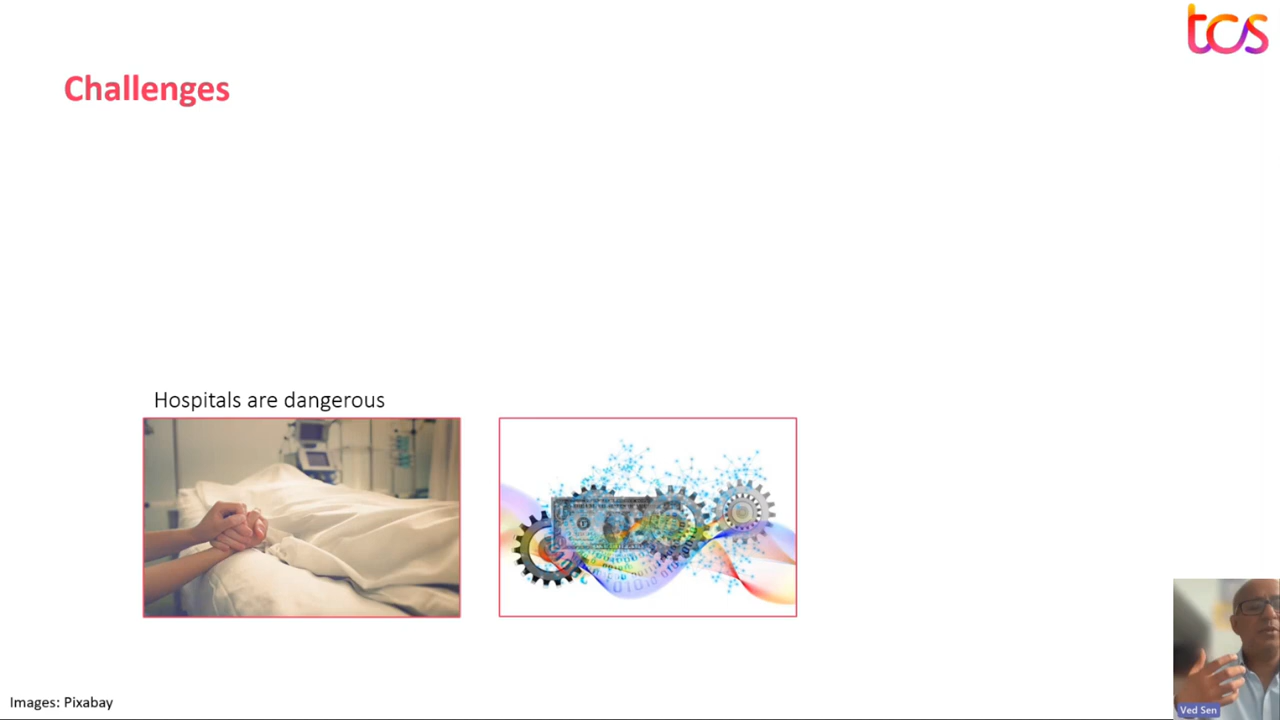 tcs
Challenges
Hospitals are dangerous
Images: Pixabay
Ved Sen